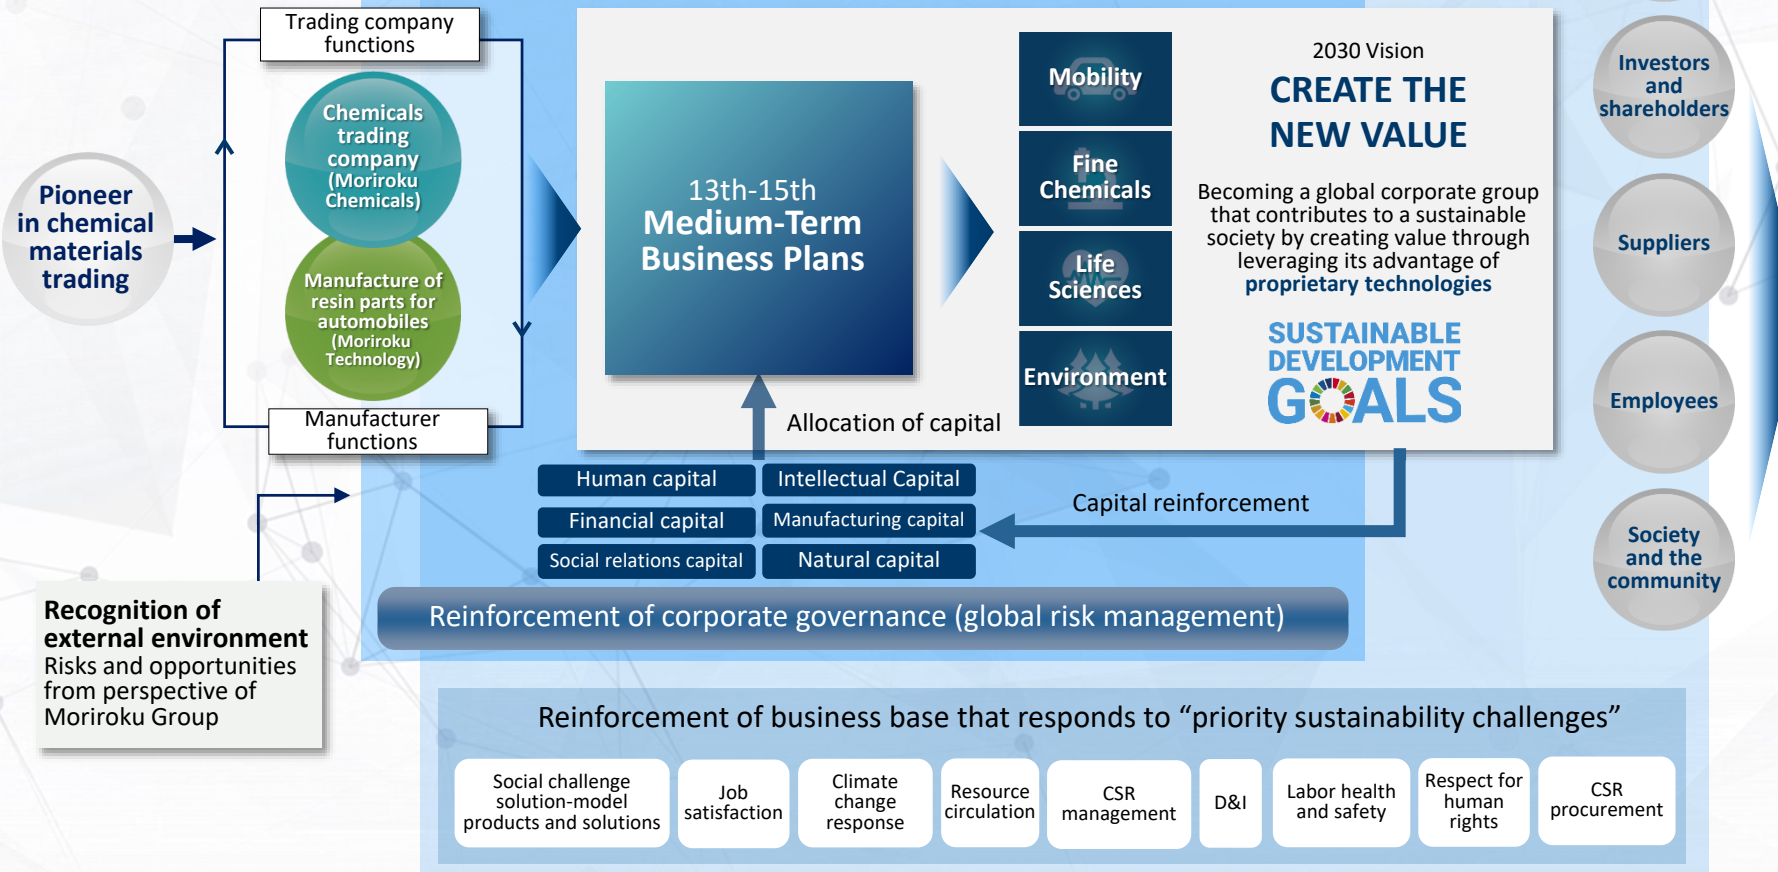 Trading company
functions
Chemicals
trading
company
(Moriroku
Chemicals)
Pioneer
in chemical
materials
trading
Manufacture of
resin parts for
automobiles
(Moriroku
Technology)
Manufacturer
functions
13th-15th
Medium-Term
Business Plans
Mobility
Fine
Chemicals
Life
Sciences
Environment
2030 Vision
CREATE THE
NEW VALUE
Becoming a global corporate group
that contributes to a sustainable
society by creating value through
leveraging its advantage of
proprietary technologies
SUSTAINABLE
DEVELOPMENT
GOALS
Investors
and
shareholders
Suppliers
Employees
Society
and the
community
Allocation of capital
Human capital
Intellectual Capital
Financial capital
Manufacturing capital
Social relations capital
Natural capital
Capital reinforcement
Recognition of
external environment
Risks and opportunities
from perspective of
Moriroku Group
Reinforcement of corporate governance (global risk management)
Reinforcement of business base that responds to “priority sustainability challenges”
Social challenge
solution-model
products and solutions
Job
satisfaction
Climate
change
response
Resource
circulation
CSR
management
D&I
Labor health
and safety
Respect for
human
rights
CSR
procurement